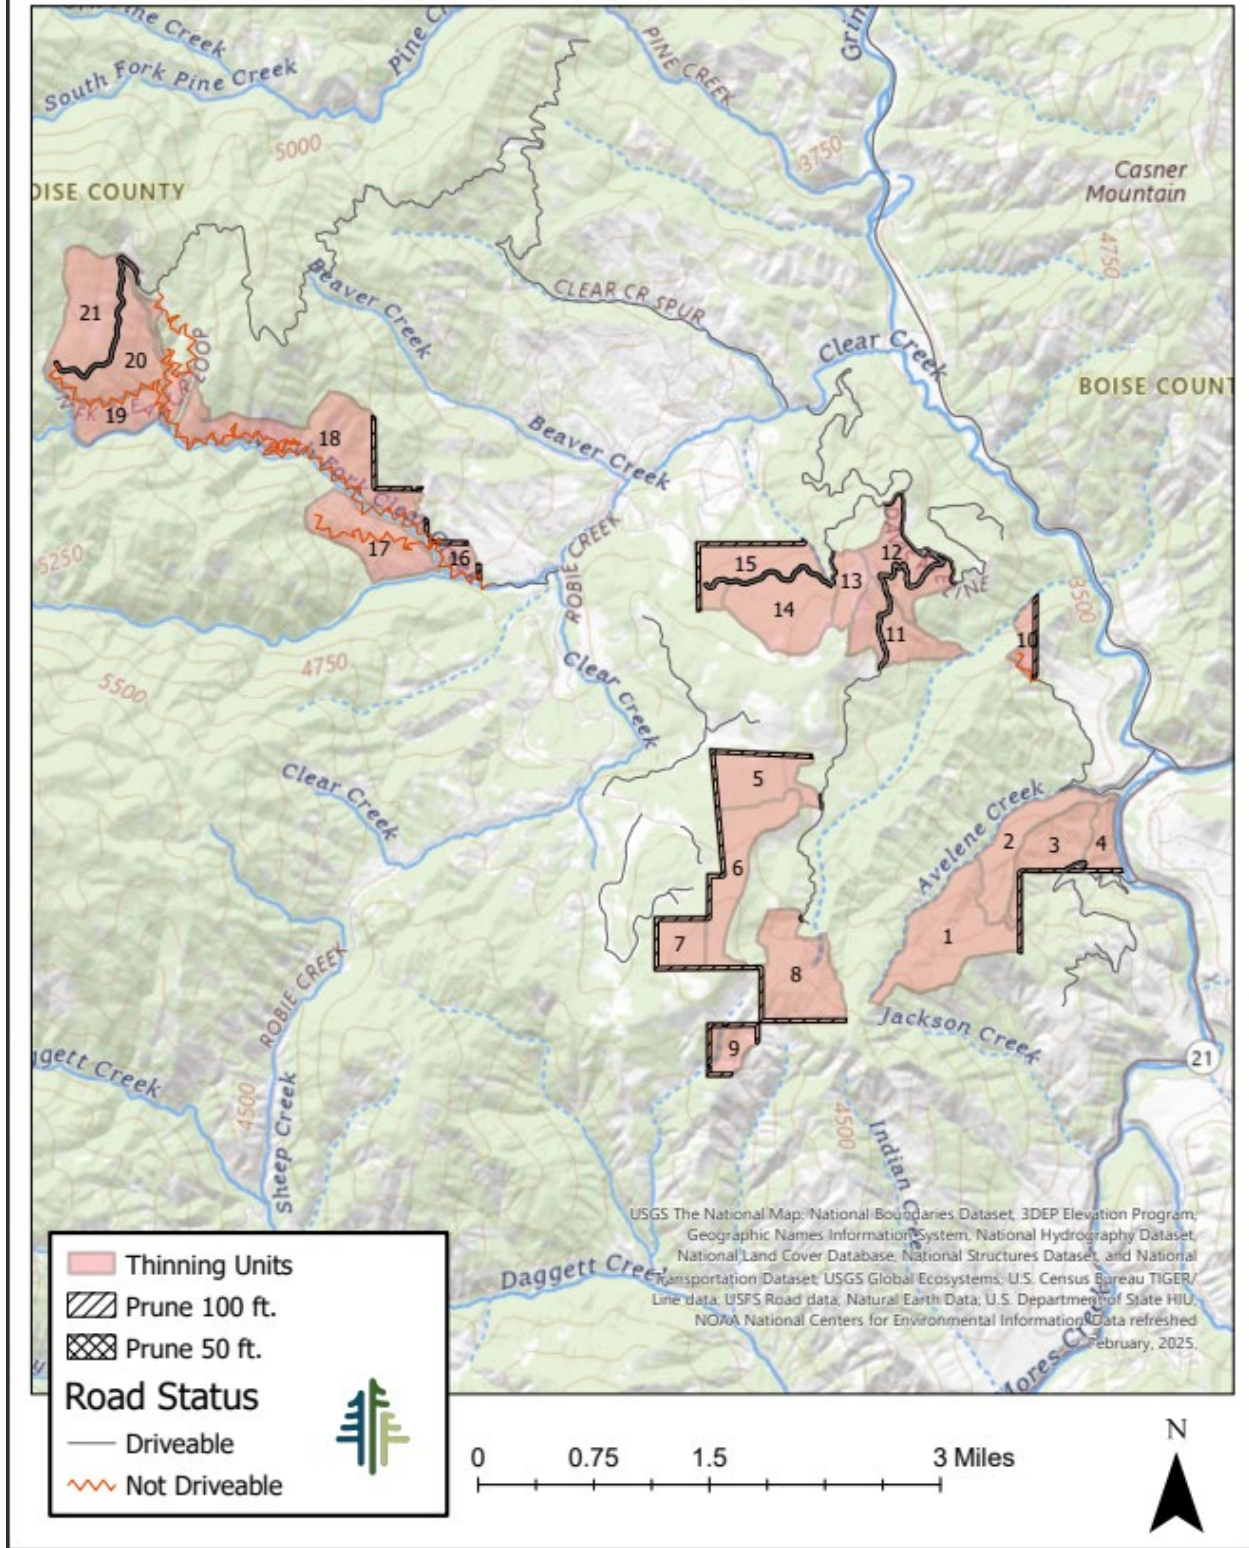 Creek
South Fork Pine Creek
Pine
PINE CREEK
5000
3750
Casner
Mountain
OISE COUNTY
4750
Beaver Creek
CLEAR CR SPUR
Clear Creek
BOISE COUNT
21
20
LOOP
19
18
Beaver Creek
17
16
5250
ROBIE CREEK
15
14
13
12
11
10
3500
4750
5500
Clear Creek
Clear Creek
5
6
7
8
9
Avelene Creek
2
3
4
1
Jackson Creek
ROBIE CREEK
21
ggett Creek
4500
Sheep Creek
4500
Indian Creek
Daggett Creek
Mores Creek
USGS The National Map: National Boundaries Dataset, 3DEP Elevation Program,
Geographic Names Information System, National Hydrography Dataset,
National Land Cover Database, National Structures Dataset, and National
Transportation Dataset; USGS Global Ecosystems; U.S. Census Bureau TIGER/
Line data; USFS Road data; Natural Earth Data; U.S. Department of State HIU;
NOAA National Centers for Environmental Information. Data refreshed
February, 2025.
Thinning Units
Prune 100 ft.
Prune 50 ft.
Road Status
Driveable
Not Driveable
0 0.75 1.5 3 Miles
N